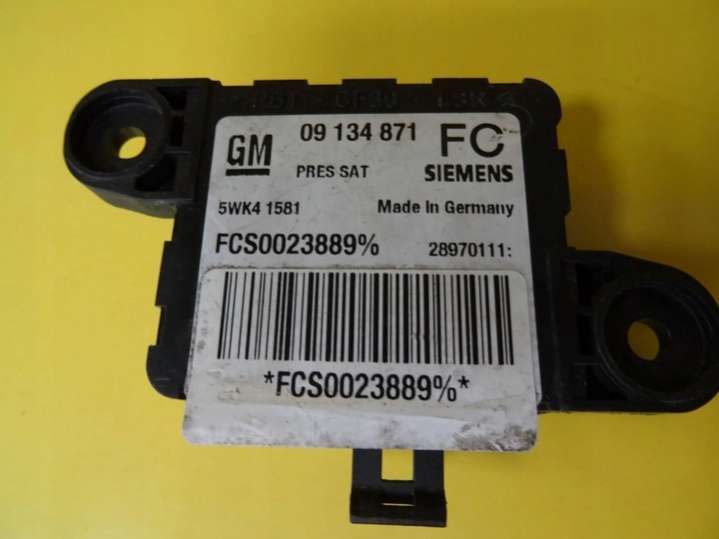 GM 09 134 871 FC
PRES SAT SIEMENS
5WK4 1581 Made In Germany
FCS0023889% 28970111:
*FCS0023889%*